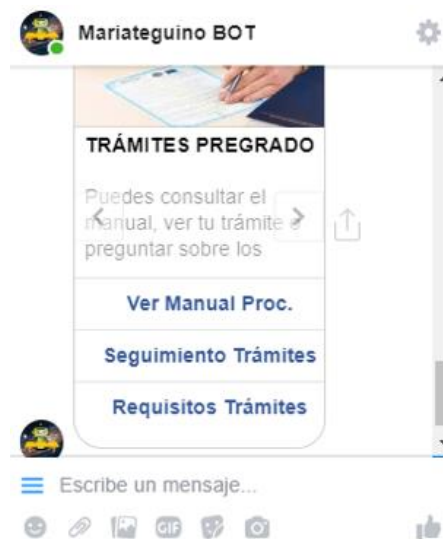 Mariateguino BOT
TRÁMITES PREGRADO
Puedes consultar el
manual, ver tu trámite o
preguntar sobre los
Ver Manual Proc.
Seguimiento Trámites
Requisitos Trámites
Escribe un mensaje...
GIF